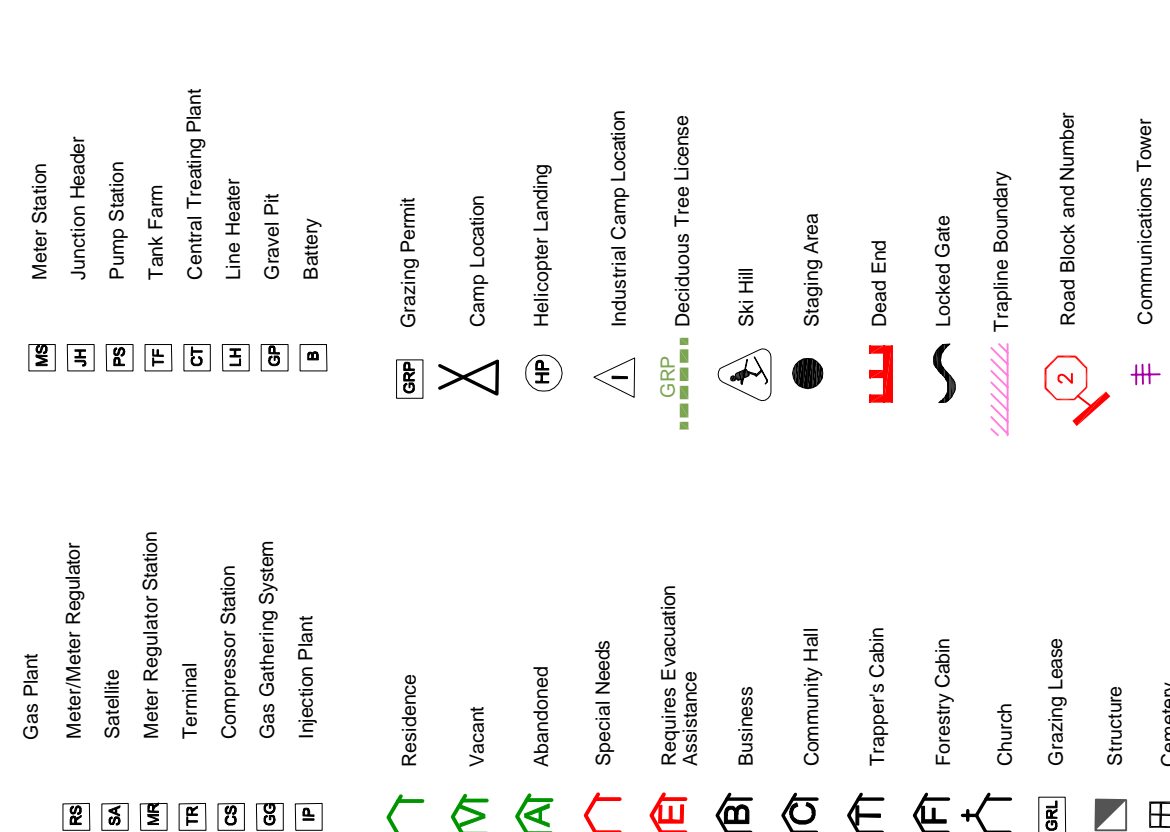 MS Meter Station
JH Junction Header
PS Pump Station
TF Tank Farm
CT Central Treating Plant
LH Line Heater
GP Gravel Pit
B Battery
GRP Grazing Permit
Camp Location
HP Helicopter Landing
I Industrial Camp Location
GRP Deciduous Tree License
Ski Hill
Staging Area
Dead End
Locked Gate
Trapline Boundary
2 Road Block and Number
Communications Tower
Gas Plant
RS Meter/Meter Regulator
SA Satellite
MR Meter Regulator Station
TR Terminal
CS Compressor Station
GG Gas Gathering System
IP Injection Plant
Residence
V Vacant
A Abandoned
Special Needs
E Requires Evacuation
Assistance
B Business
C Community Hall
T Trapper's Cabin
F Forestry Cabin
Church
GRL Grazing Lease
Structure
Cemetery